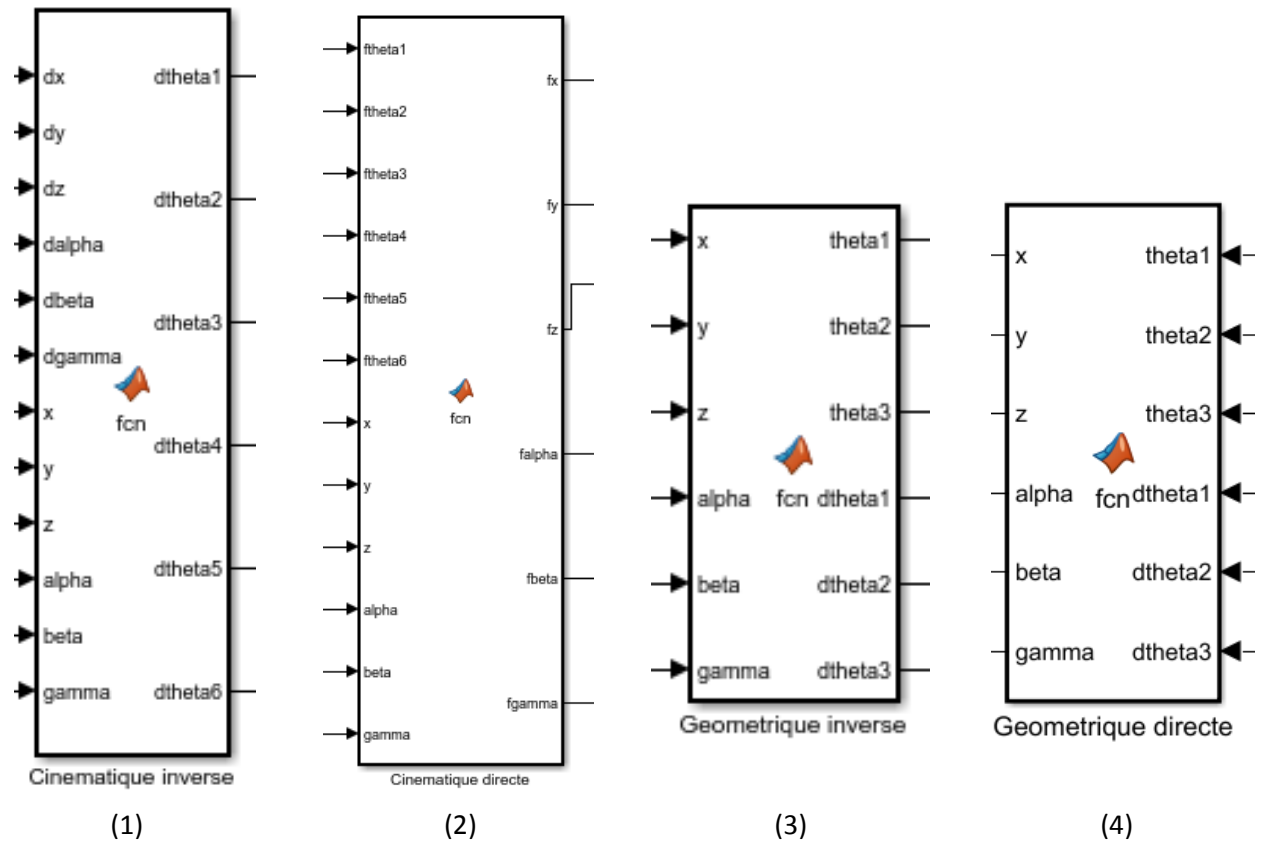 dx
dy
dz
dalpha
dbeta
dgamma
x
y
z
alpha
beta
gamma
fcn
dtheta1
dtheta2
dtheta3
dtheta4
dtheta5
dtheta6
Cinematique inverse
(1)
ftheta1
ftheta2
ftheta3
ftheta4
ftheta5
ftheta6
x
y
z
alpha
beta
gamma
fcn
fx
fy
fz
falpha
fbeta
fgamma
Cinematique directe
(2)
x
y
z
alpha
beta
gamma
fcn
theta1
theta2
theta3
dtheta1
dtheta2
dtheta3
Geometrique inverse
(3)
x
y
z
alpha
beta
gamma
fcn
theta1
theta2
theta3
dtheta1
dtheta2
dtheta3
Geometrique directe
(4)